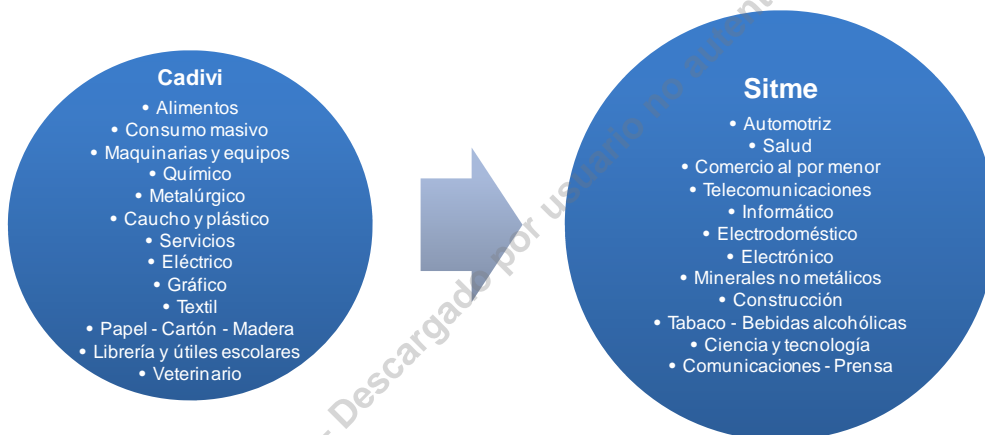 Cadivi
• Alimentos
• Consumo masivo
• Maquinarias y equipos
• Químico
• Metalúrgico
• Caucho y plástico
• Servicios
• Eléctrico
• Gráfico
• Textil
• Papel - Cartón - Madera
• Librería y útiles escolares
• Veterinario
Sitme
• Automotriz
• Salud
• Comercio al por menor
• Telecomunicaciones
• Informático
• Electrodoméstico
• Electrónico
• Minerales no metálicos
• Construcción
• Tabaco - Bebidas alcohólicas
• Ciencia y tecnología
• Comunicaciones - Prensa
- Descargado por usuario no